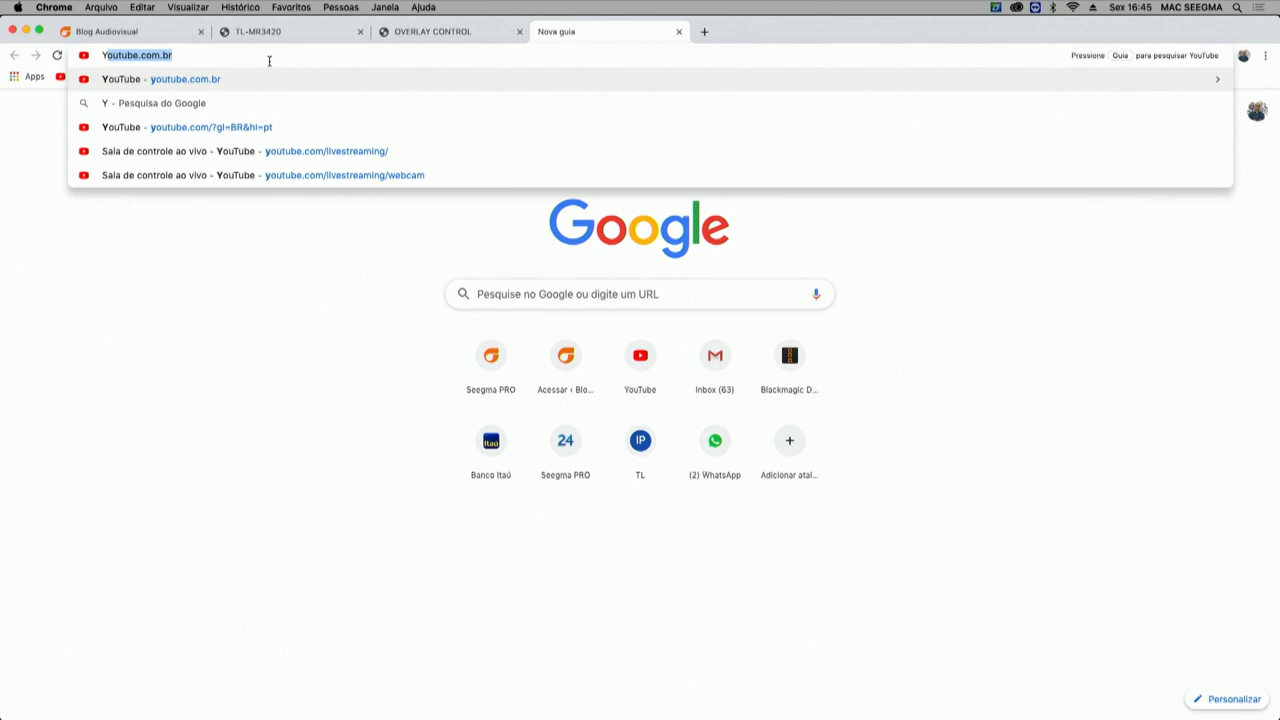 Chrome Arquivo Editar Visualizar Histórico Favoritos Pessoas Janela Ajuda Sex 16:45 MAC SEEGMA
Blog Audiovisual TL-MR3420 OVERLAY CONTROL Nova guia
Youtube.com.br Pressione Guia para pesquisar YouTube
Apps
YouTube - youtube.com.br
Y - Pesquisa do Google
YouTube - youtube.com/?gl=BR&hl=pt
Sala de controle ao vivo - YouTube - youtube.com/livestreaming/
Sala de controle ao vivo - YouTube - youtube.com/livestreaming/webcam
Google
Pesquise no Google ou digite um URL
Seegma PRO Acessar ‹ Blo... YouTube Inbox (63) Blackmagic D...
Itaú 24 IP
Banco Itaú Seegma PRO TL (2) WhatsApp Adicionar atal...
Personalizar